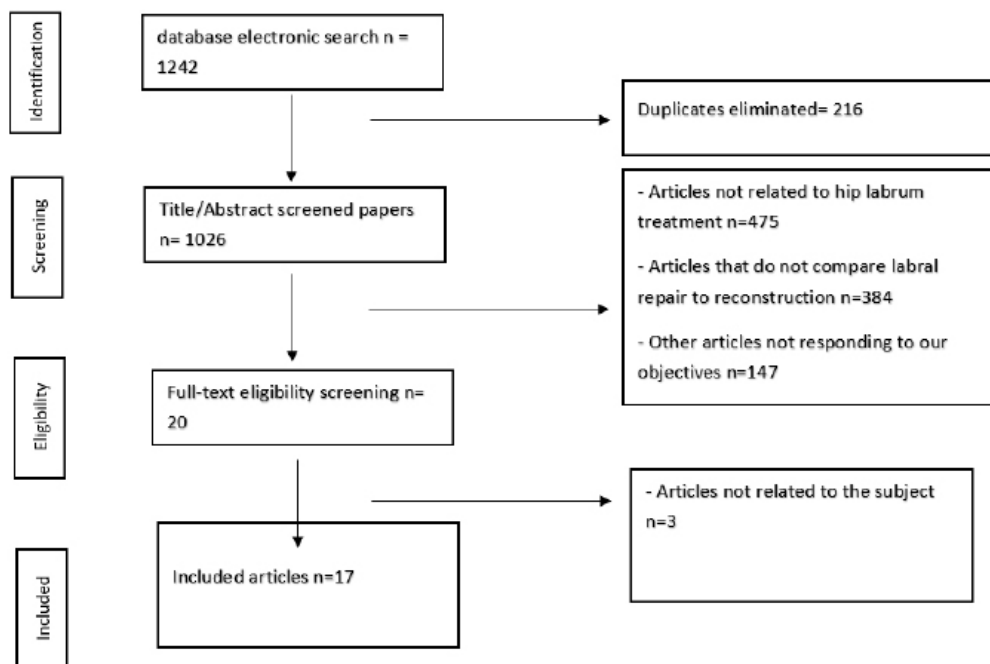 Identification
database electronic search n =
1242
Duplicates eliminated= 216
Screening
Title/Abstract screened papers
n= 1026
- Articles not related to hip labrum
treatment n=475
- Articles that do not compare labral
repair to reconstruction n=384
- Other articles not responding to our
objectives n=147
Eligibility
Full-text eligibility screening n=
20
- Articles not related to the subject
n=3
Included
Included articles n=17